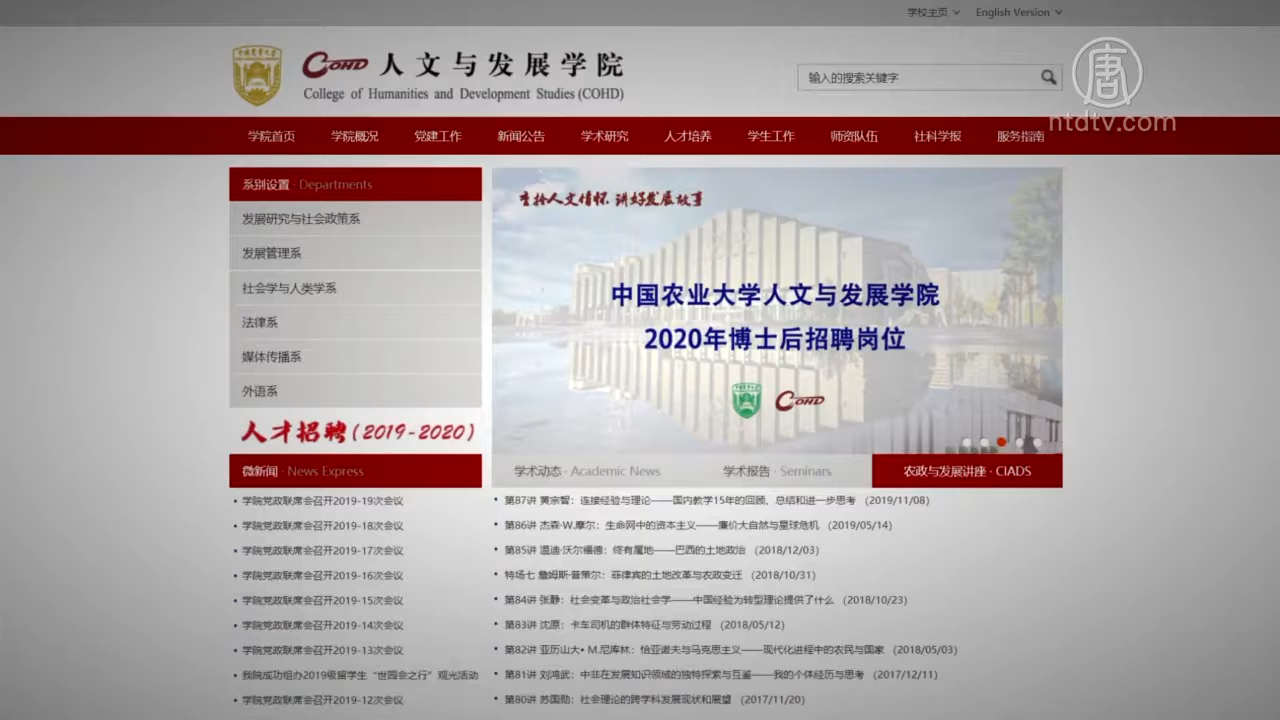 学校主页 English Version
COHD 人文与发展学院
College of Humanities and Development Studies (COHD)
输入的搜索关键字
唐
ntdtv.com
学院首页 学院概况 党建工作 新闻公告 学术研究 人才培养 学生工作 师资队伍 社科学报 服务指南
系别设置 · Departments
发展研究与社会政策系
发展管理系
社会学与人类学系
法律系
媒体传播系
外语系
人才招聘(2019-2020)
人文情怀 讲好发展故事
中国农业大学人文与发展学院
2020年博士后招聘岗位
COHD
微新闻 · News Express
学术动态 · Academic News 学术报告 · Seminars 农政与发展讲座 · CIADS
学院党政联席会召开2019-19次会议
学院党政联席会召开2019-18次会议
学院党政联席会召开2019-17次会议
学院党政联席会召开2019-16次会议
学院党政联席会召开2019-15次会议
学院党政联席会召开2019-14次会议
学院党政联席会召开2019-13次会议
我院成功组办2019级留学生“世园会之行”观光活动
学院党政联席会召开2019-12次会议
第87讲 黄宗智：连接经验与理论——国内教学15年的回顾、总结和进一步思考 (2019/11/08)
第86讲 杰森·W.摩尔：生命网中的资本主义——廉价大自然与星球危机 (2019/05/14)
第85讲 温迪·沃尔福德：终有属地——巴西的土地政治 (2018/12/03)
特场七 詹姆斯·普策尔：菲律宾的土地改革与农政变迁 (2018/10/31)
第84讲 张静：社会变革与政治社会学——中国经验为转型理论提供了什么 (2018/10/23)
第83讲 沈原：卡车司机的群体特征与劳动过程 (2018/05/12)
第82讲 亚历山大• M.尼库林：恰亚诺夫与马克思主义——现代化进程中的农民与国家 (2018/05/03)
第81讲 刘鸿武：中非在发展知识领域的独特探索与互鉴——我的个体经历与思考 (2017/12/11)
第80讲 苏国勋：社会理论的跨学科发展现状和展望 (2017/11/20)